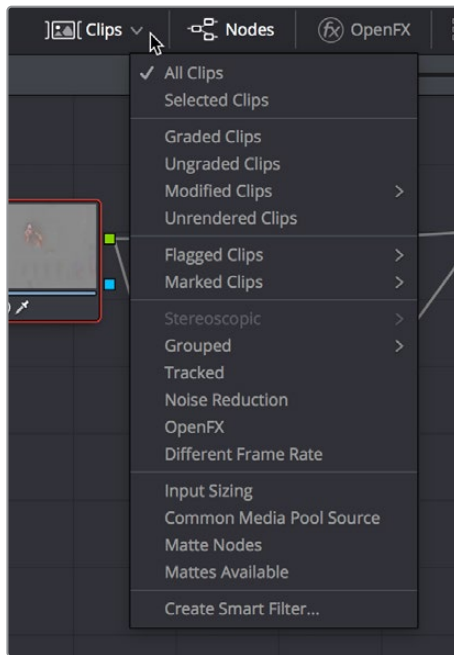 Clips Nodes fx OpenFX
✓ All Clips
Selected Clips
Graded Clips
Ungraded Clips
Modified Clips >
Unrendered Clips
Flagged Clips >
Marked Clips >
Stereoscopic >
Grouped >
Tracked
Noise Reduction
OpenFX
Different Frame Rate
Input Sizing
Common Media Pool Source
Matte Nodes
Mattes Available
Create Smart Filter...